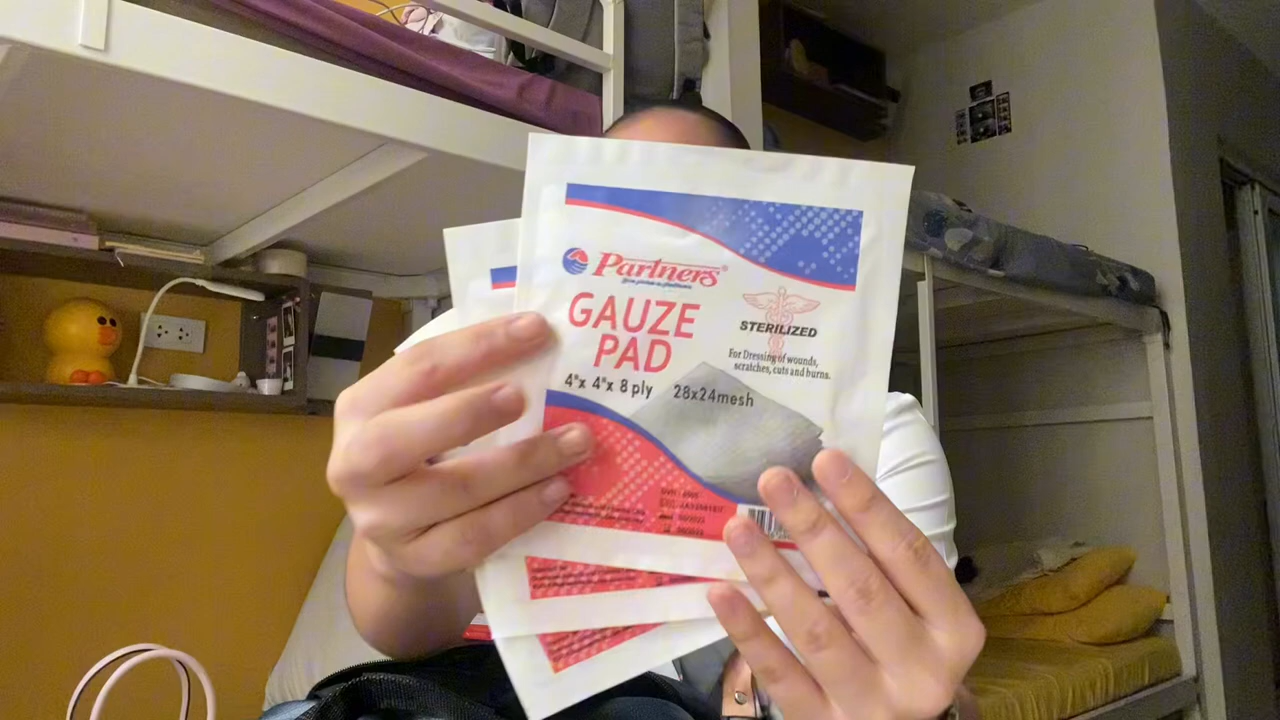 Partners
GAUZE
PAD
4"x 4"x 8 ply 28x24mesh
STERILIZED
For Dressing of wounds,
scratches, cuts and burns.